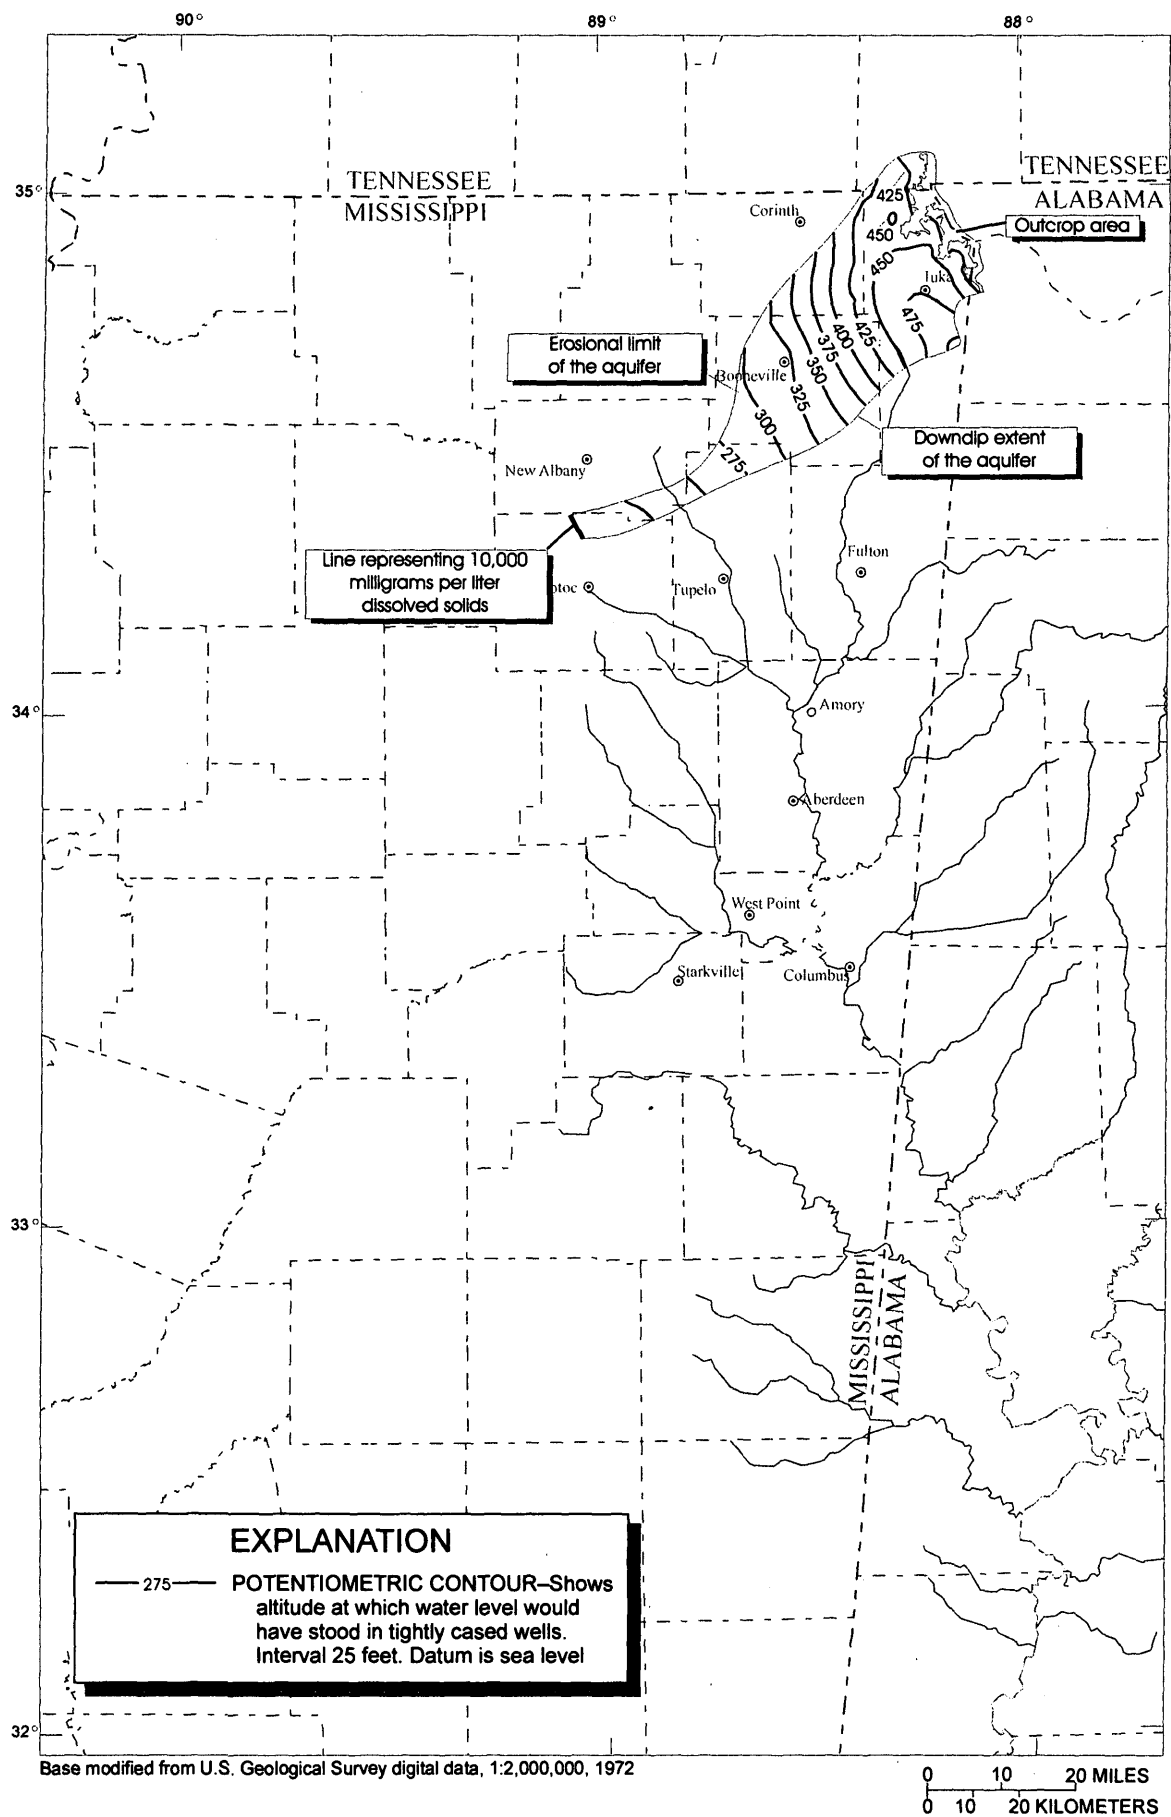 90°
89°
88°
35°
TENNESSEE
MISSISSIPPI
TENNESSEE
ALABAMA
Corinth
425
450
Outcrop area
450
Iuka
475
Erosional limit
of the aquifer
425
400
375
350
325
300
275
Booneville
Downdip extent
of the aquifer
New Albany
Line representing 10,000
milligrams per liter
dissolved solids
otoc
Tupelo
Fulton
34°
Amory
Aberdeen
West Point
Starkville
Columbus
33°
MISSISSIPPI
ALABAMA
EXPLANATION
275 POTENTIOMETRIC CONTOUR–Shows
altitude at which water level would
have stood in tightly cased wells.
Interval 25 feet. Datum is sea level
32°
Base modified from U.S. Geological Survey digital data, 1:2,000,000, 1972
0 10 20 MILES
0 10 20 KILOMETERS